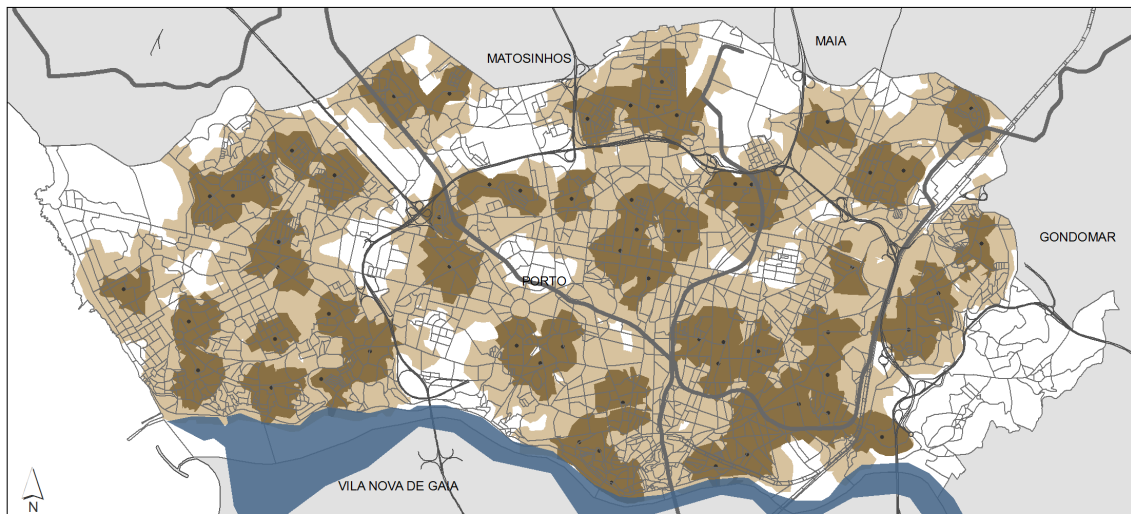 MAIA
MATOSINHOS
GONDOMAR
PORTO
VILA NOVA DE GAIA
N